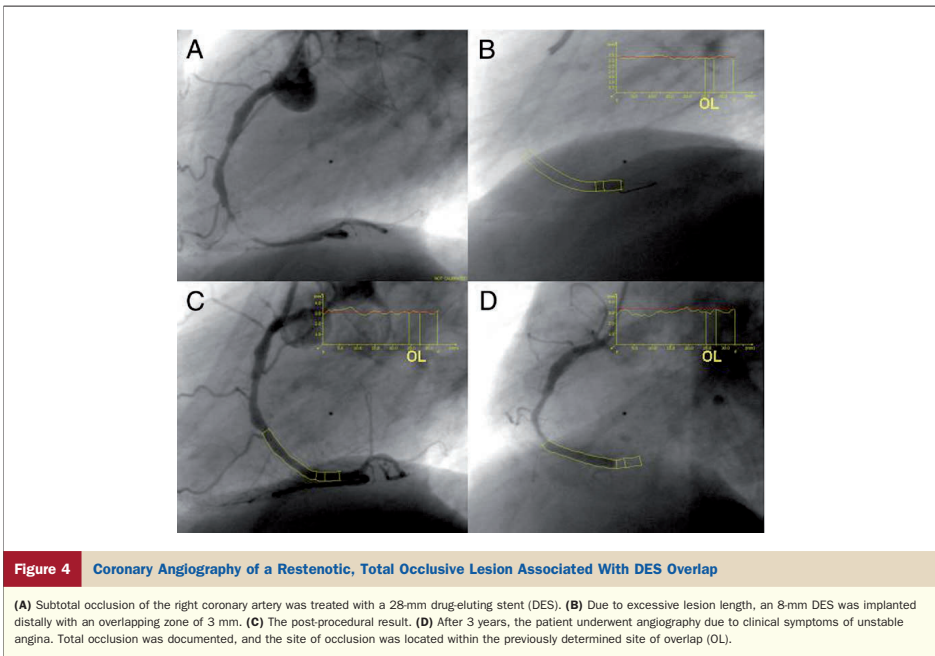 A
B
OL
C
OL
D
OL
Figure 4 Coronary Angiography of a Restenotic, Total Occlusive Lesion Associated With DES Overlap
(A) Subtotal occlusion of the right coronary artery was treated with a 28-mm drug-eluting stent (DES). (B) Due to excessive lesion length, an 8-mm DES was implanted
distally with an overlapping zone of 3 mm. (C) The post-procedural result. (D) After 3 years, the patient underwent angiography due to clinical symptoms of unstable
angina. Total occlusion was documented, and the site of occlusion was located within the previously determined site of overlap (OL).